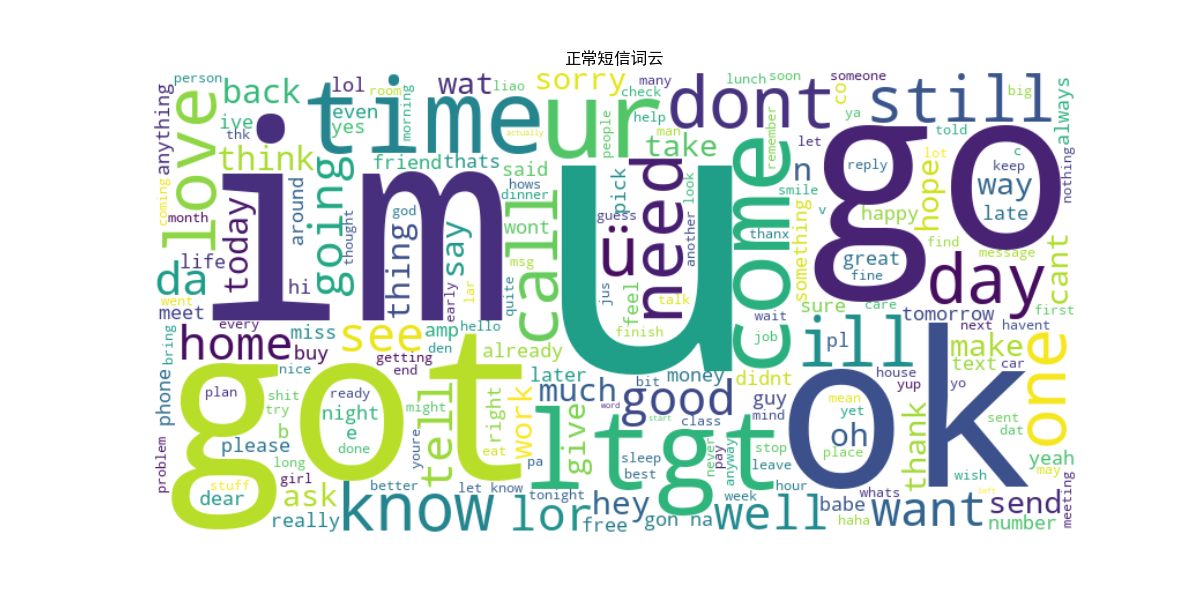 正常短信词云
person
lol
room
wat
liao
sorry
many
lunch
soon
someone
big
anything
love
back
ive
even
yes
morning
time
actually
ur
check
help
people
man
take
dont
remember
let
co
ya
still
told
always
thk
think
friend
thats
said
hows
dinner
pick
need
look
come
smile
n
reply
lot
c
keep
nothing
coming
month
today
around
going
thought
im
god
thing
say
wont
call
guess
ü
u
another
thanx
something
v
happy
hope
go
way
late
da
life
hi
msg
feel
jus
talk
great
fine
find
message
cant
went
meet
early
lar
quite
finish
wait
sure
care
day
tomorrow
first
every
miss
see
amp
hello
job
ill
pl
next
havent
bring
home
buy
getting
den
end
already
later
much
bit
money
didnt
house
yup
yo
make
text
car
one
phone
nice
plan
shit
try
ready
night
e
b
done
got
might
tell
right
work
eat
give
word
good
start
class
guy
mind
mean
yet
oh
place
ok
thank
sent
dat
problem
please
long
girl
youre
pa
ltgt
sleep
best
never
pay
anyway
stop
leave
wish
yeah
may
stuff
dear
ask
better
let know
tonight
hey
week
hour
babe
whats
left
send
meeting
really
know
lor
free
gon na
well
haha
want
number